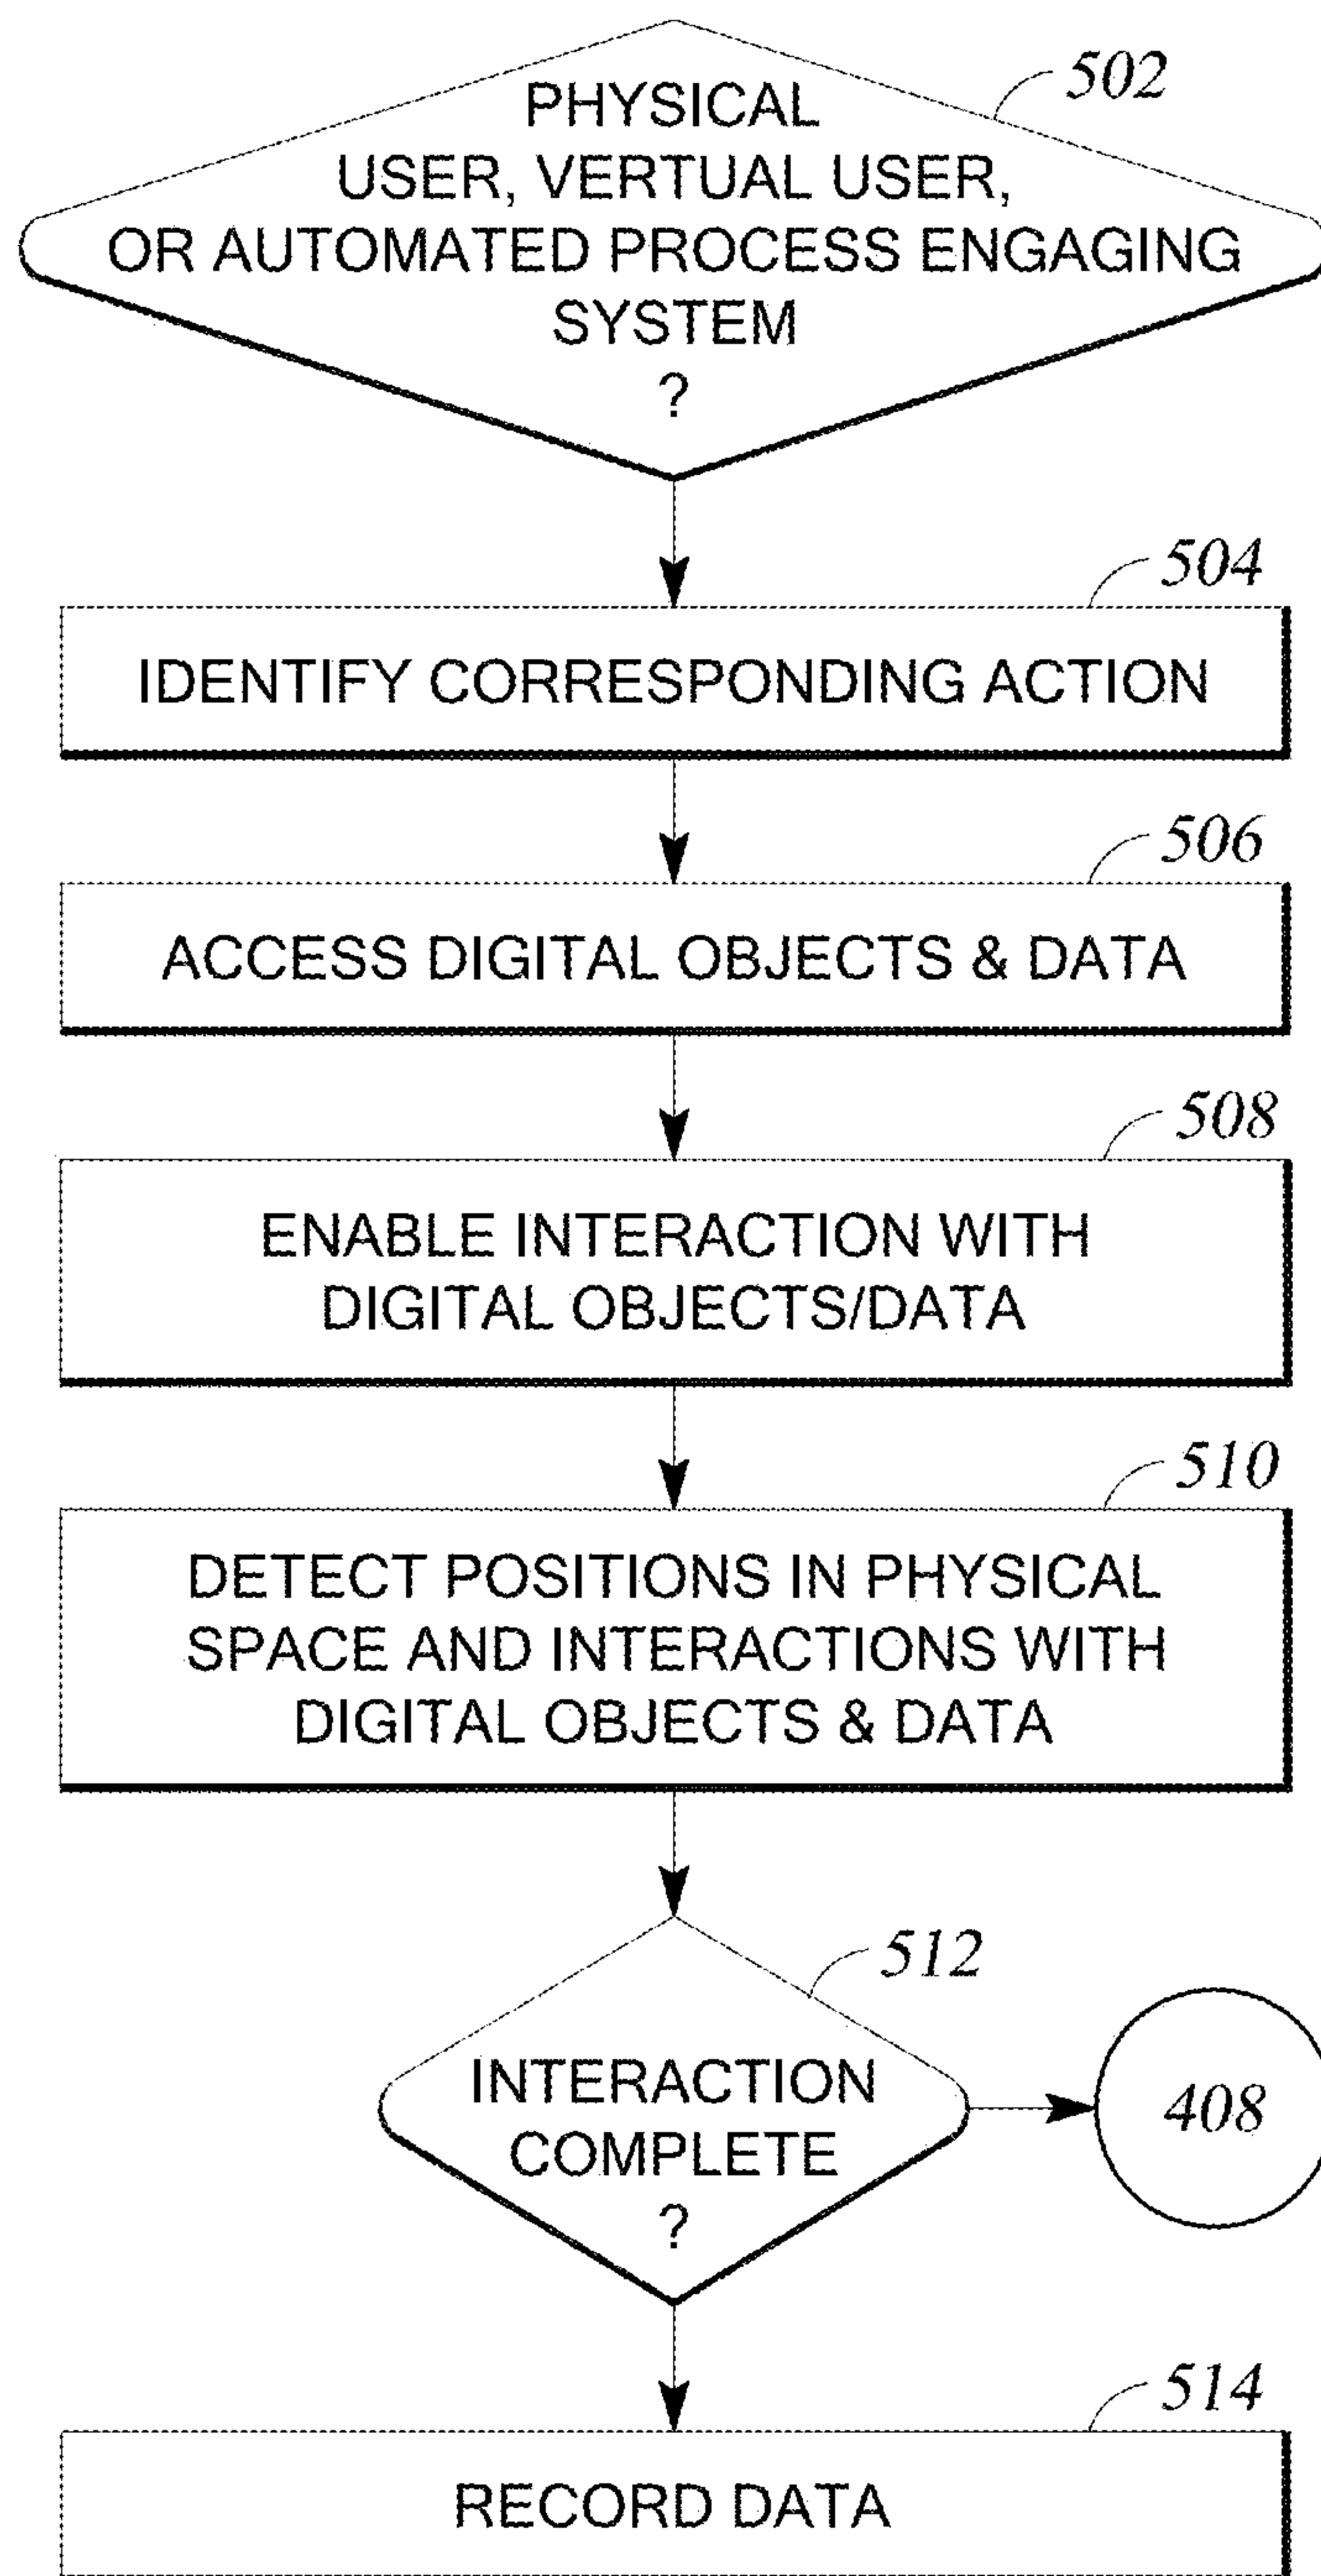 502
PHYSICAL
USER, VERTUAL USER,
OR AUTOMATED PROCESS ENGAGING
SYSTEM
?
504
IDENTIFY CORRESPONDING ACTION
506
ACCESS DIGITAL OBJECTS & DATA
508
ENABLE INTERACTION WITH
DIGITAL OBJECTS/DATA
510
DETECT POSITIONS IN PHYSICAL
SPACE AND INTERACTIONS WITH
DIGITAL OBJECTS & DATA
512
INTERACTION
COMPLETE
?
408
514
RECORD DATA